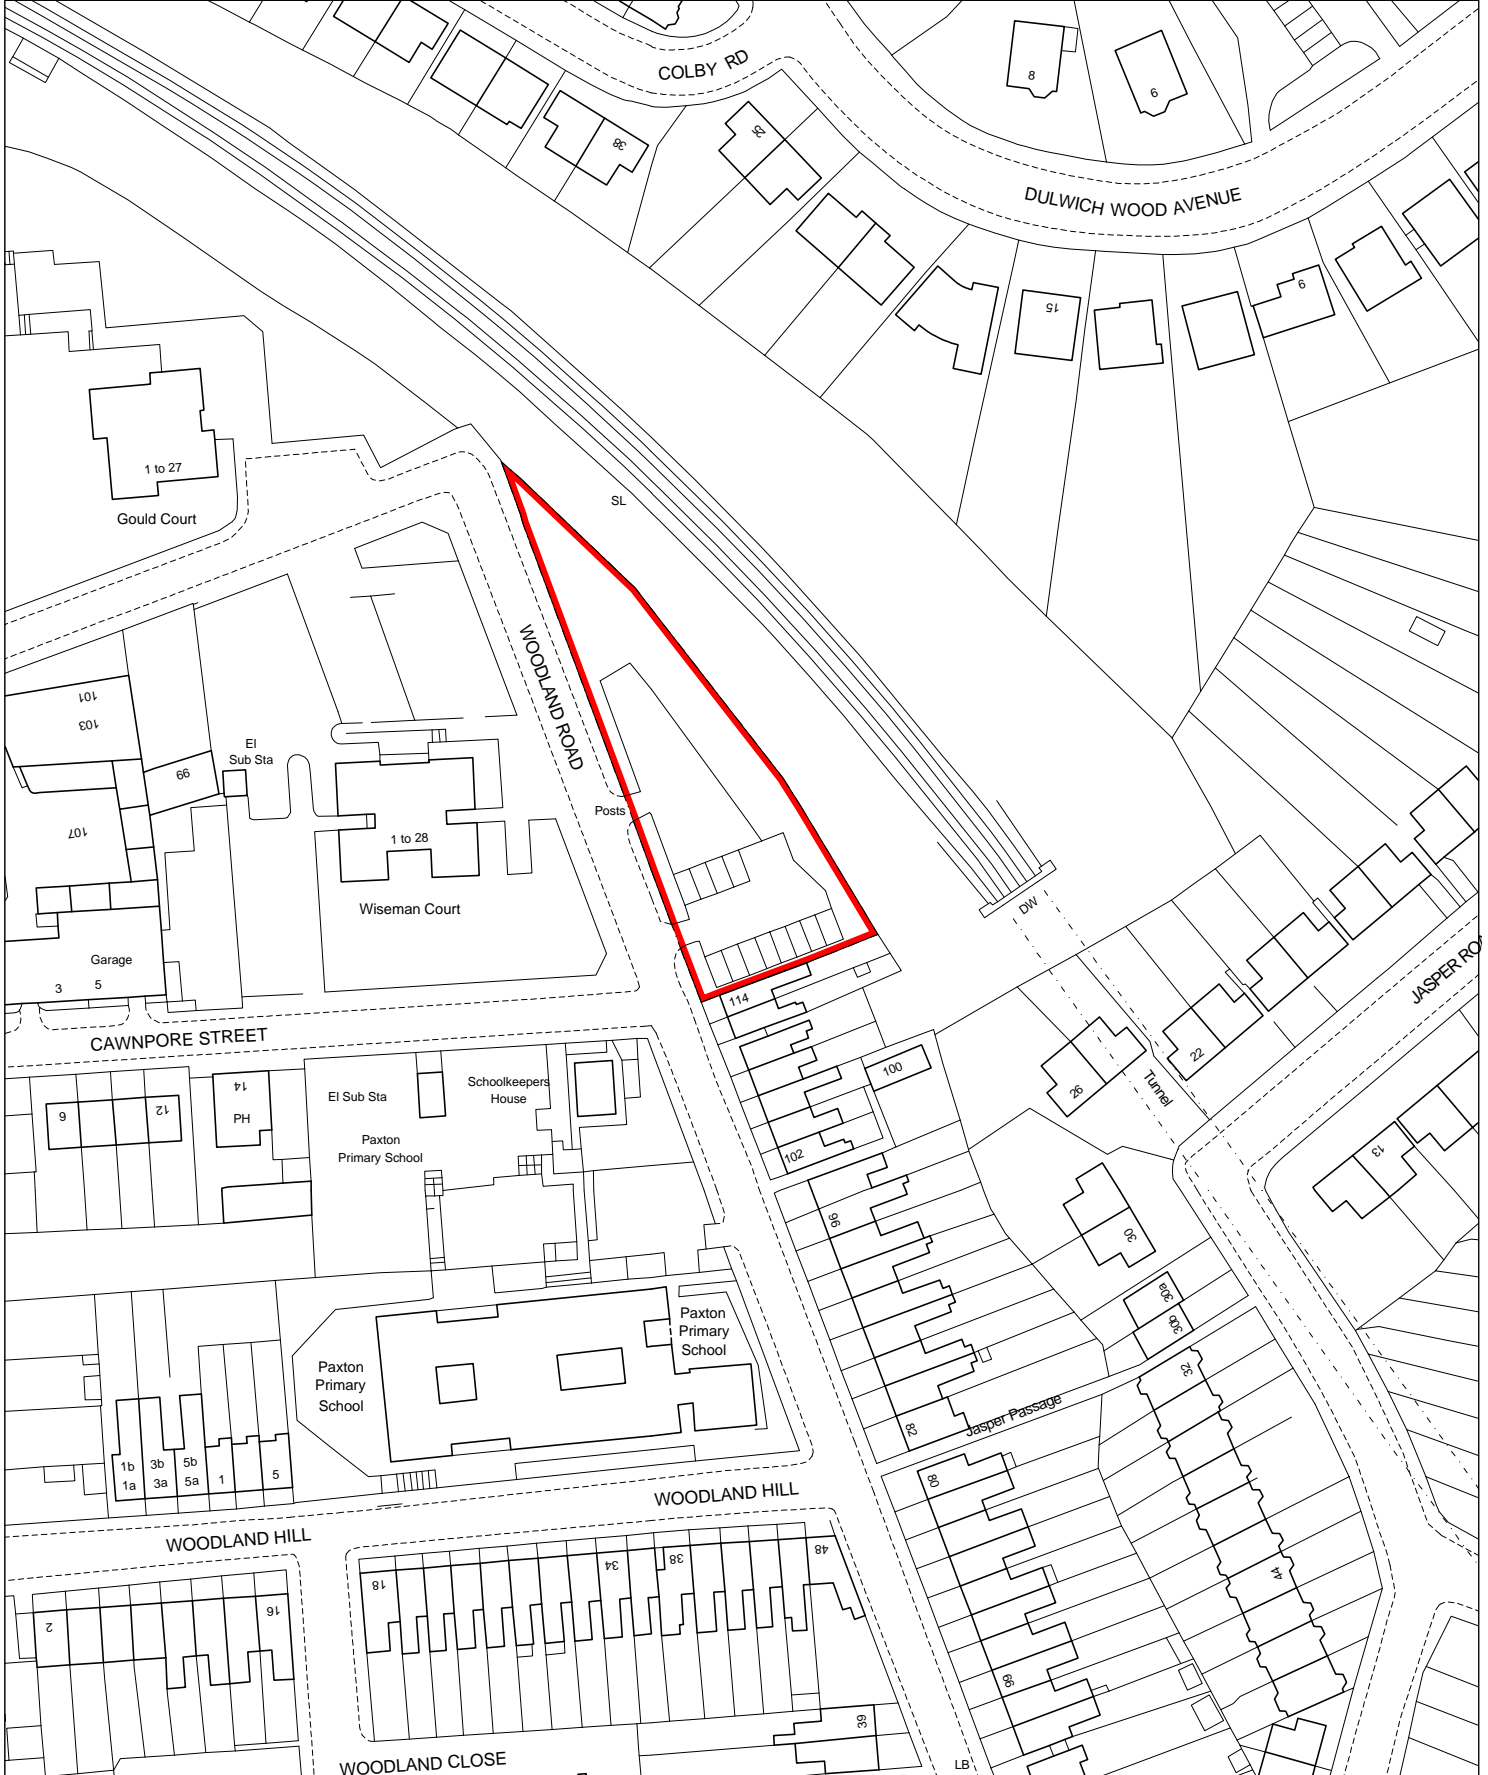 COLBY RD
8
6
38
25
DULWICH WOOD AVENUE
15
9
1 to 27
Gould Court
SL
WOODLAND ROAD
101
103
El
Sub Sta
99
107
Posts
1 to 28
Wiseman Court
DW
Garage
3
5
114
JASPER RO
CAWNPORE STREET
22
26
Tunnel
100
14
PH
6
12
El Sub Sta
Schoolkeepers
House
Paxton
Primary School
102
13
96
30
30a
30b
Paxton
Primary
School
Paxton
Primary
School
32
82
Jasper Passage
1b
1a
3b
3a
5b
5a
1
5
80
WOODLAND HILL
WOODLAND HILL
48
38
34
18
44
16
2
66
39
WOODLAND CLOSE
LB